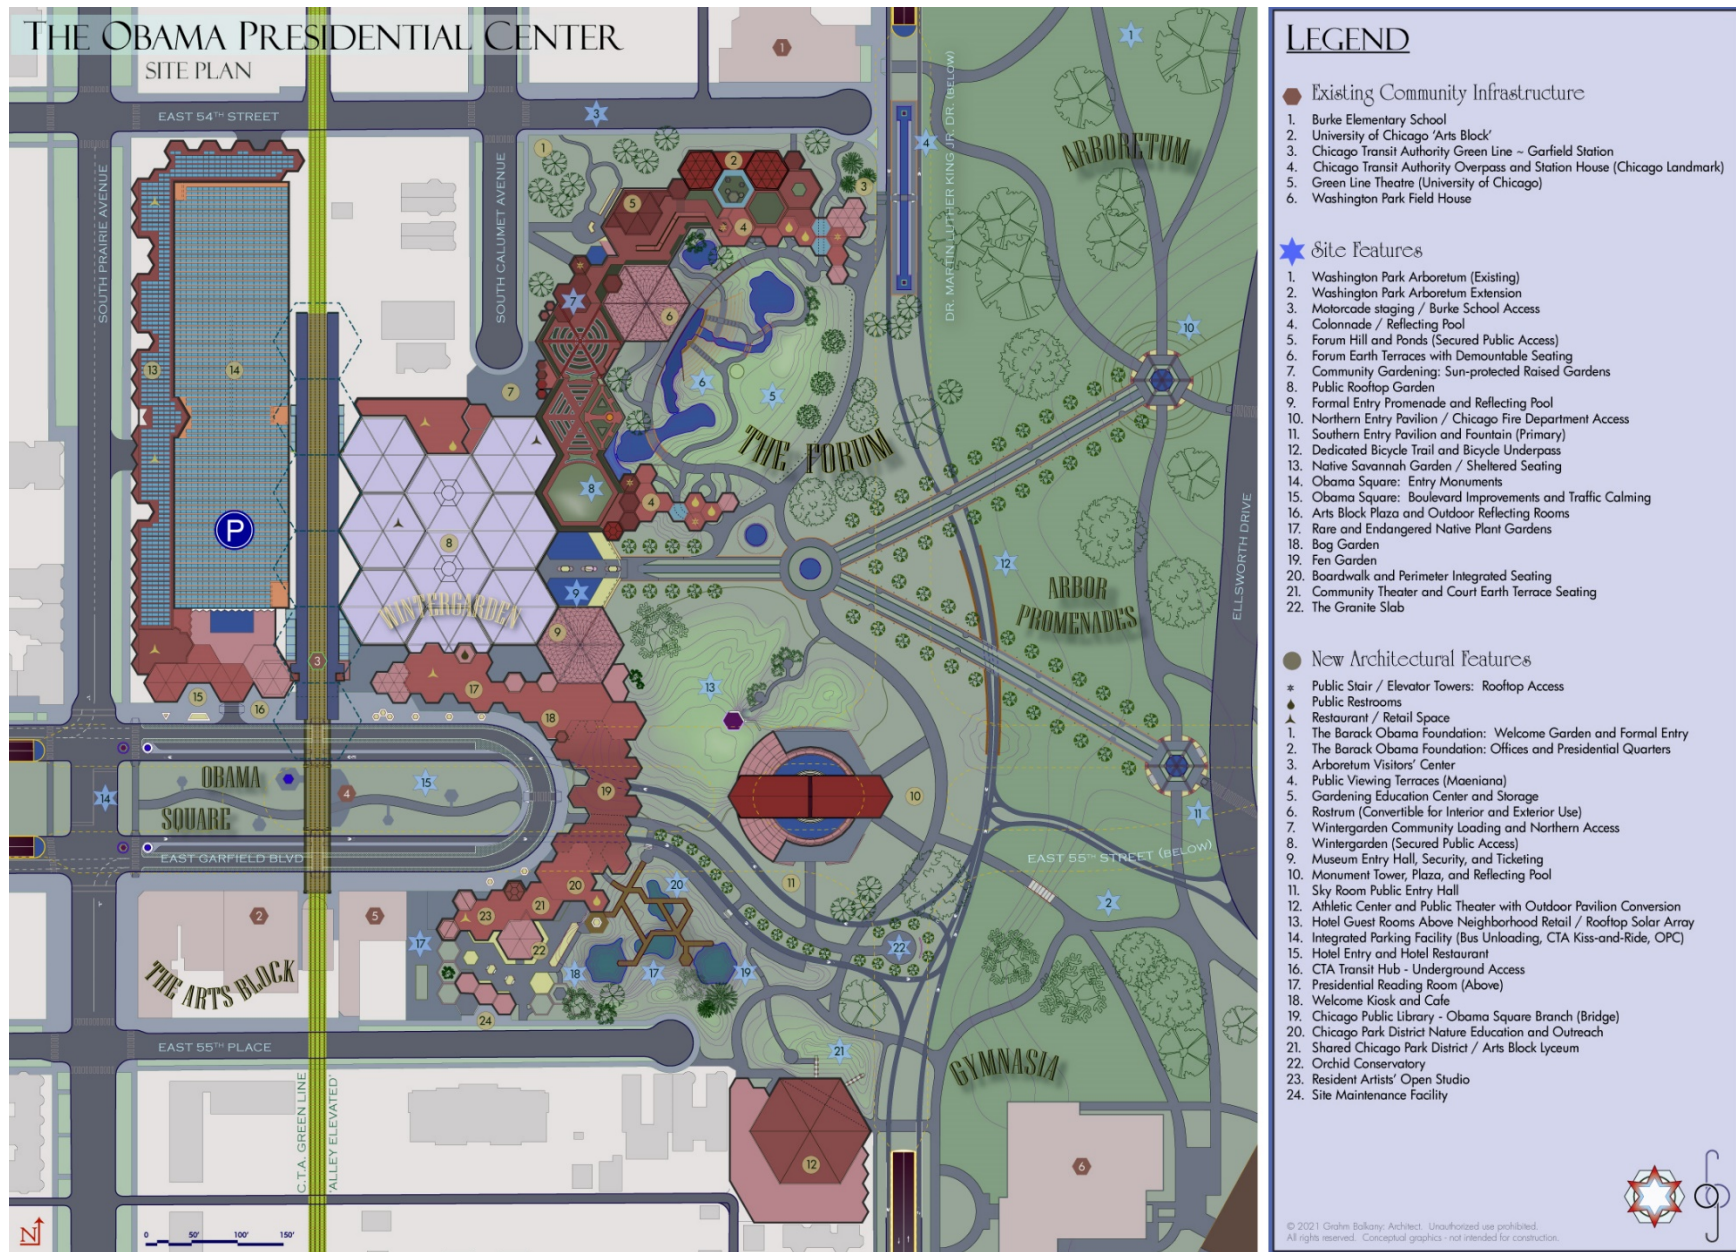 THE OBAMA PRESIDENTIAL CENTER
SITE PLAN
EAST 54TH STREET
SOUTH PRAIRIE AVENUE
SOUTH CALUMET AVENUE
DR. MARTIN LUTHER KING JR. DR. (BELOW)
ARBORETUM
THE FORUM
WINTERGARDEN
ARBOR
PROMENADES
ELLSWORTH DRIVE
P
OBAMA
SQUARE
EAST GARFIELD BLVD
EAST 55TH STREET (BELOW)
THE ARTS BLOCK
EAST 55TH PLACE
GYMNASIA
C.T.A. GREEN LINE
'ALLEY ELEVATED'
N
0 50' 100' 150'
LEGEND
Existing Community Infrastructure
1. Burke Elementary School
2. University of Chicago 'Arts Block'
3. Chicago Transit Authority Green Line ~ Garfield Station
4. Chicago Transit Authority Overpass and Station House (Chicago Landmark)
5. Green Line Theatre (University of Chicago)
6. Washington Park Field House
Site Features
1. Washington Park Arboretum (Existing)
2. Washington Park Arboretum Extension
3. Motorcade staging / Burke School Access
4. Colonnade / Reflecting Pool
5. Forum Hill and Ponds (Secured Public Access)
6. Forum Earth Terraces with Demountable Seating
7. Community Gardening: Sun-protected Raised Gardens
8. Public Rooftop Garden
9. Formal Entry Promenade and Reflecting Pool
10. Northern Entry Pavilion / Chicago Fire Department Access
11. Southern Entry Pavilion and Fountain (Primary)
12. Dedicated Bicycle Trail and Bicycle Underpass
13. Native Savannah Garden / Sheltered Seating
14. Obama Square: Entry Monuments
15. Obama Square: Boulevard Improvements and Traffic Calming
16. Arts Block Plaza and Outdoor Reflecting Rooms
17. Rare and Endangered Native Plant Gardens
18. Bog Garden
19. Fen Garden
20. Boardwalk and Perimeter Integrated Seating
21. Community Theater and Court Earth Terrace Seating
22. The Granite Slab
New Architectural Features
Public Stair / Elevator Towers: Rooftop Access
Public Restrooms
Restaurant / Retail Space
1. The Barack Obama Foundation: Welcome Garden and Formal Entry
2. The Barack Obama Foundation: Offices and Presidential Quarters
3. Arboretum Visitors' Center
4. Public Viewing Terraces (Maeniana)
5. Gardening Education Center and Storage
6. Rostrum (Convertible for Interior and Exterior Use)
7. Wintergarden Community Loading and Northern Access
8. Wintergarden (Secured Public Access)
9. Museum Entry Hall, Security, and Ticketing
10. Monument Tower, Plaza, and Reflecting Pool
11. Sky Room Public Entry Hall
12. Athletic Center and Public Theater with Outdoor Pavilion Conversion
13. Hotel Guest Rooms Above Neighborhood Retail / Rooftop Solar Array
14. Integrated Parking Facility (Bus Unloading, CTA Kiss-and-Ride, OPC)
15. Hotel Entry and Hotel Restaurant
16. CTA Transit Hub - Underground Access
17. Presidential Reading Room (Above)
18. Welcome Kiosk and Cafe
19. Chicago Public Library - Obama Square Branch (Bridge)
20. Chicago Park District Nature Education and Outreach
21. Shared Chicago Park District / Arts Block Lyceum
22. Orchid Conservatory
23. Resident Artists' Open Studio
24. Site Maintenance Facility
© 2021 Grahm Balkany: Architect. Unauthorized use prohibited.
All rights reserved. Conceptual graphics - not intended for construction.